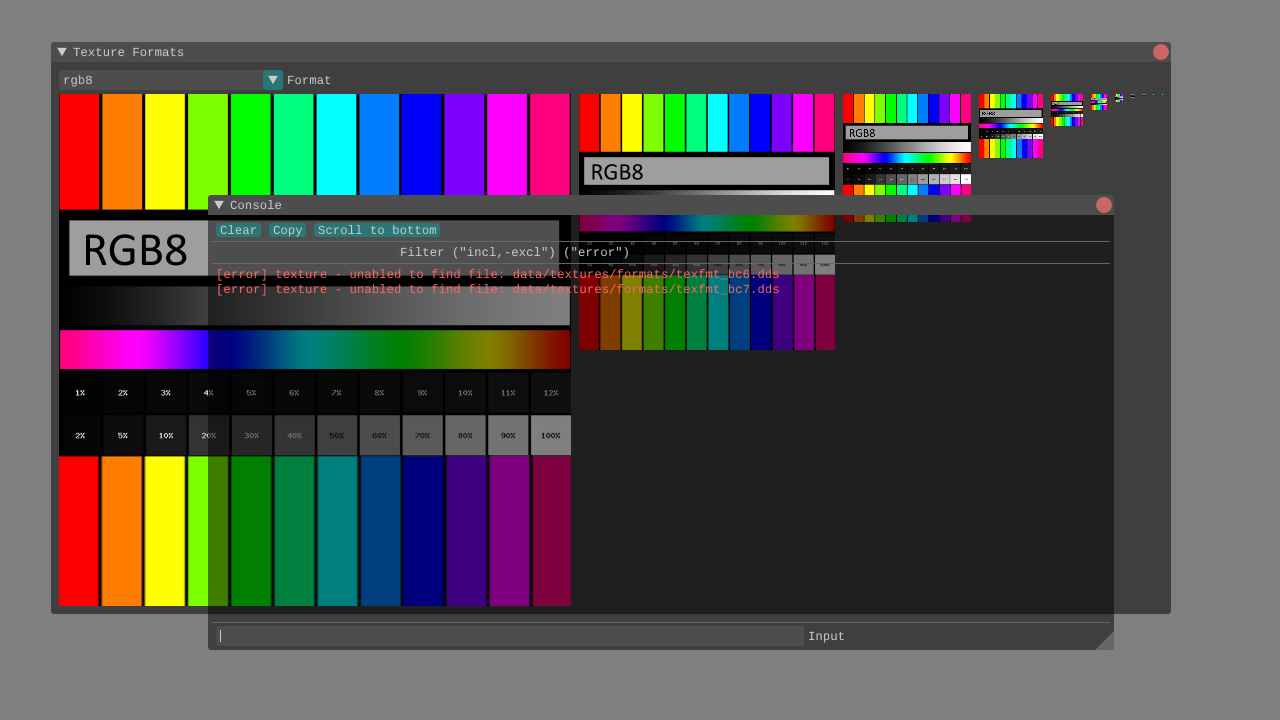 Texture Formats
rgb8 Format
RGB8
RGB8
RGB8
Console
Clear Copy Scroll to bottom
Filter ("incl,-excl") ("error")
[error] texture - unabled to find file: data/textures/formats/texfmt_bc6.dds
[error] texture - unabled to find file: data/textures/formats/texfmt_bc7.dds
1% 2% 3% 4% 5% 6% 7% 8% 9% 10% 11% 12%
2% 5% 10% 20% 30% 40% 50% 60% 70% 80% 90% 100%
Input